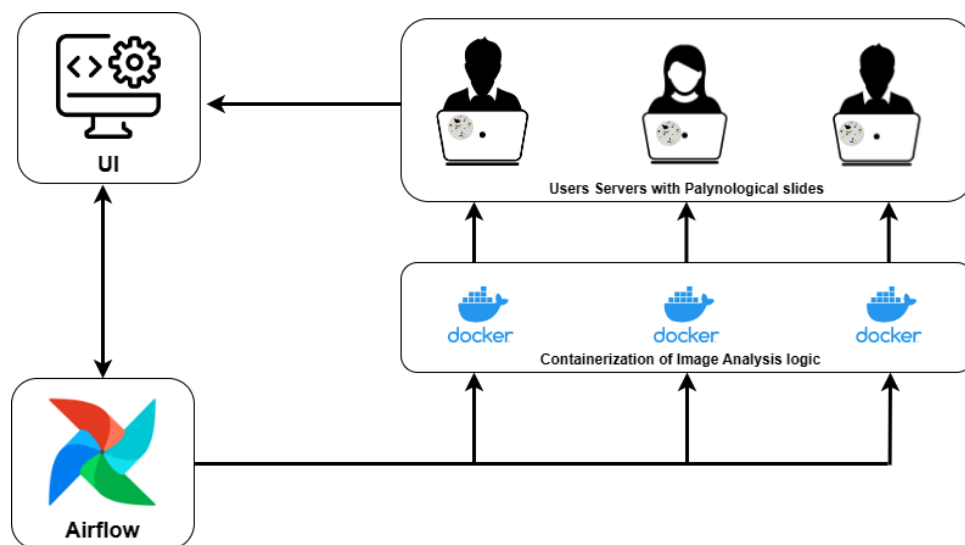 UI
Users Servers with Palynological slides
docker
docker
docker
Containerization of Image Analysis logic
Airflow